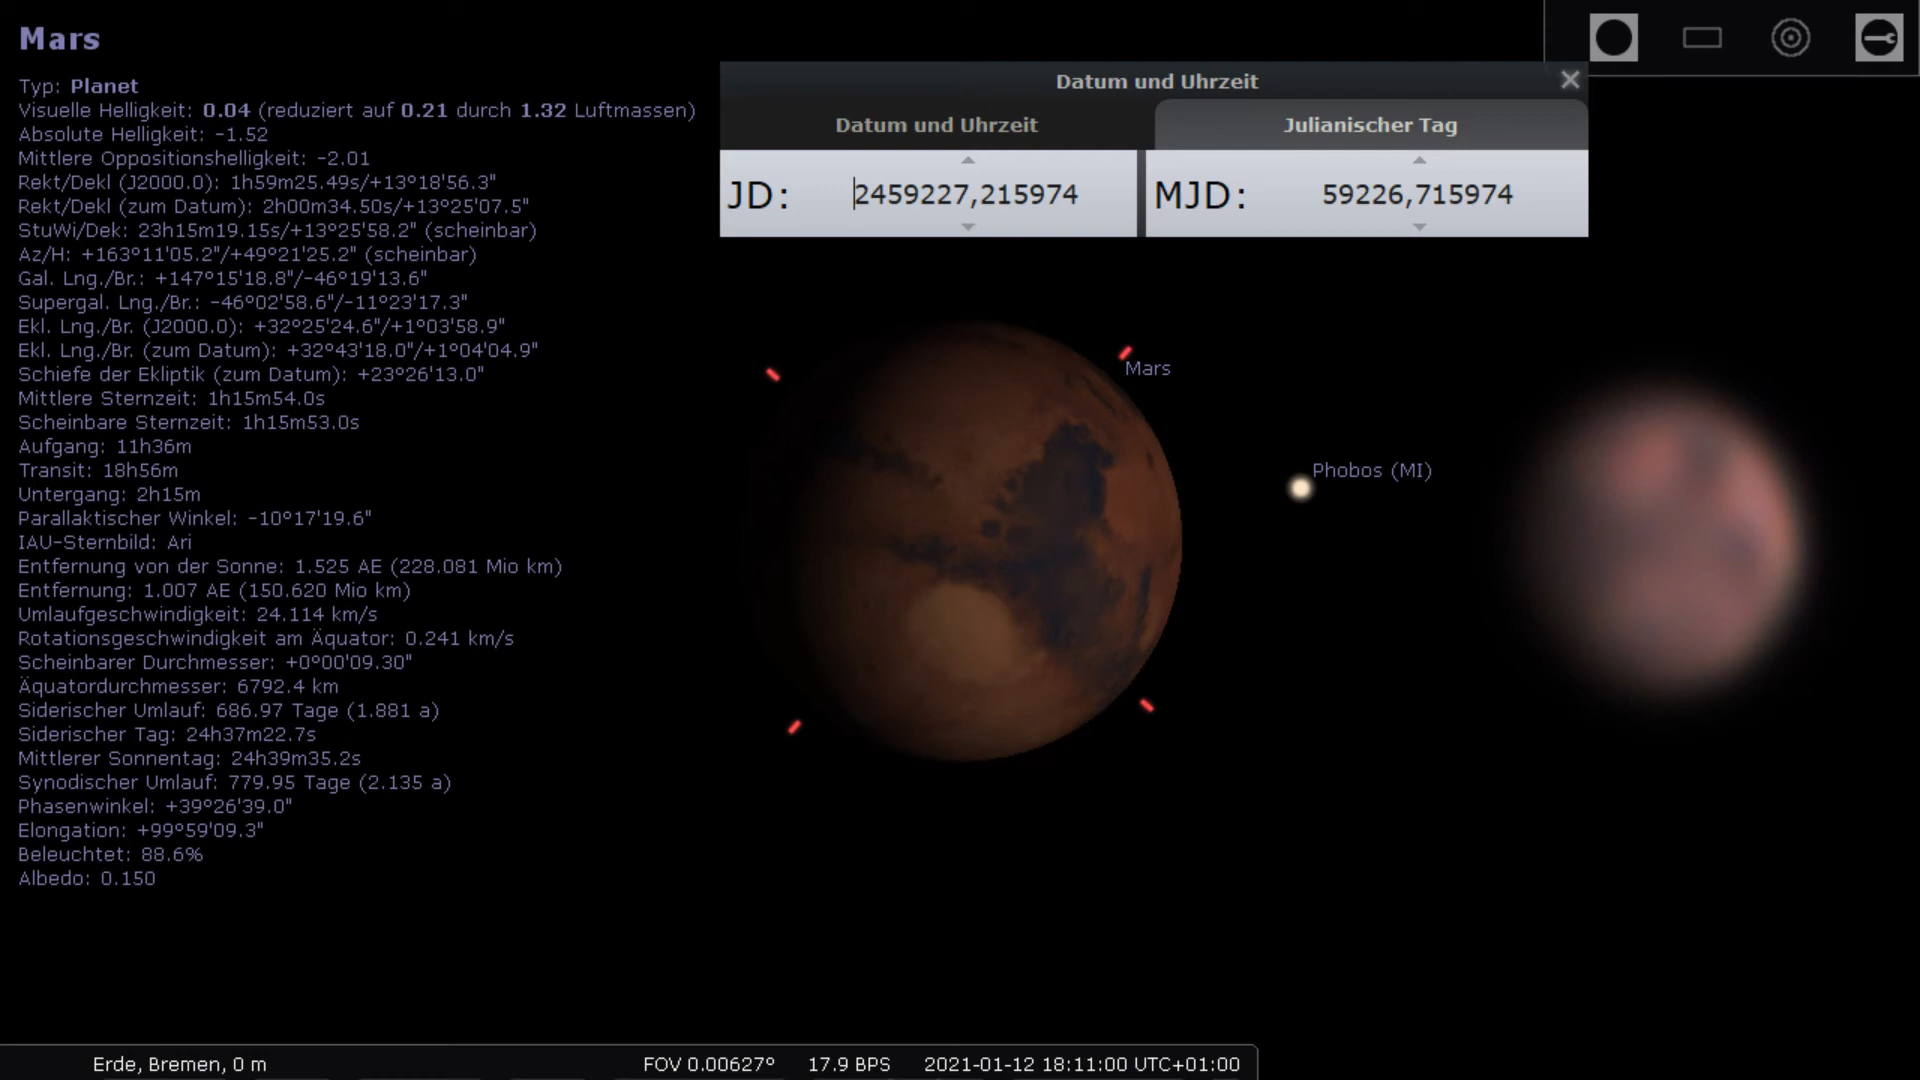 Mars
Typ: Planet
Visuelle Helligkeit: 0.04 (reduziert auf 0.21 durch 1.32 Luftmassen)
Absolute Helligkeit: -1.52
Mittlere Oppositionshelligkeit: -2.01
Rekt/Dekl (J2000.0): 1h59m25.49s/+13°18'56.3"
Rekt/Dekl (zum Datum): 2h00m34.50s/+13°25'07.5"
StuWi/Dek: 23h15m19.15s/+13°25'58.2" (scheinbar)
Az/H: +163°11'05.2"/+49°21'25.2" (scheinbar)
Gal. Lng./Br.: +147°15'18.8"/-46°19'13.6"
Supergal. Lng./Br.: -46°02'58.6"/-11°23'17.3"
Ekl. Lng./Br. (J2000.0): +32°25'24.6"/+1°03'58.9"
Ekl. Lng./Br. (zum Datum): +32°43'18.0"/+1°04'04.9"
Schiefe der Ekliptik (zum Datum): +23°26'13.0"
Mittlere Sternzeit: 1h15m54.0s
Scheinbare Sternzeit: 1h15m53.0s
Aufgang: 11h36m
Transit: 18h56m
Untergang: 2h15m
Parallaktischer Winkel: -10°17'19.6"
IAU-Sternbild: Ari
Entfernung von der Sonne: 1.525 AE (228.081 Mio km)
Entfernung: 1.007 AE (150.620 Mio km)
Umlaufgeschwindigkeit: 24.114 km/s
Rotationsgeschwindigkeit am Äquator: 0.241 km/s
Scheinbarer Durchmesser: +0°00'09.30"
Äquatordurchmesser: 6792.4 km
Siderischer Umlauf: 686.97 Tage (1.881 a)
Siderischer Tag: 24h37m22.7s
Mittlerer Sonnentag: 24h39m35.2s
Synodischer Umlauf: 779.95 Tage (2.135 a)
Phasenwinkel: +39°26'39.0"
Elongation: +99°59'09.3"
Beleuchtet: 88.6%
Albedo: 0.150
Datum und Uhrzeit
Datum und Uhrzeit Julianischer Tag
JD: 2459227,215974 MJD: 59226,715974
Mars
Phobos (MI)
Erde, Bremen, 0 m FOV 0.00627° 17.9 BPS 2021-01-12 18:11:00 UTC+01:00